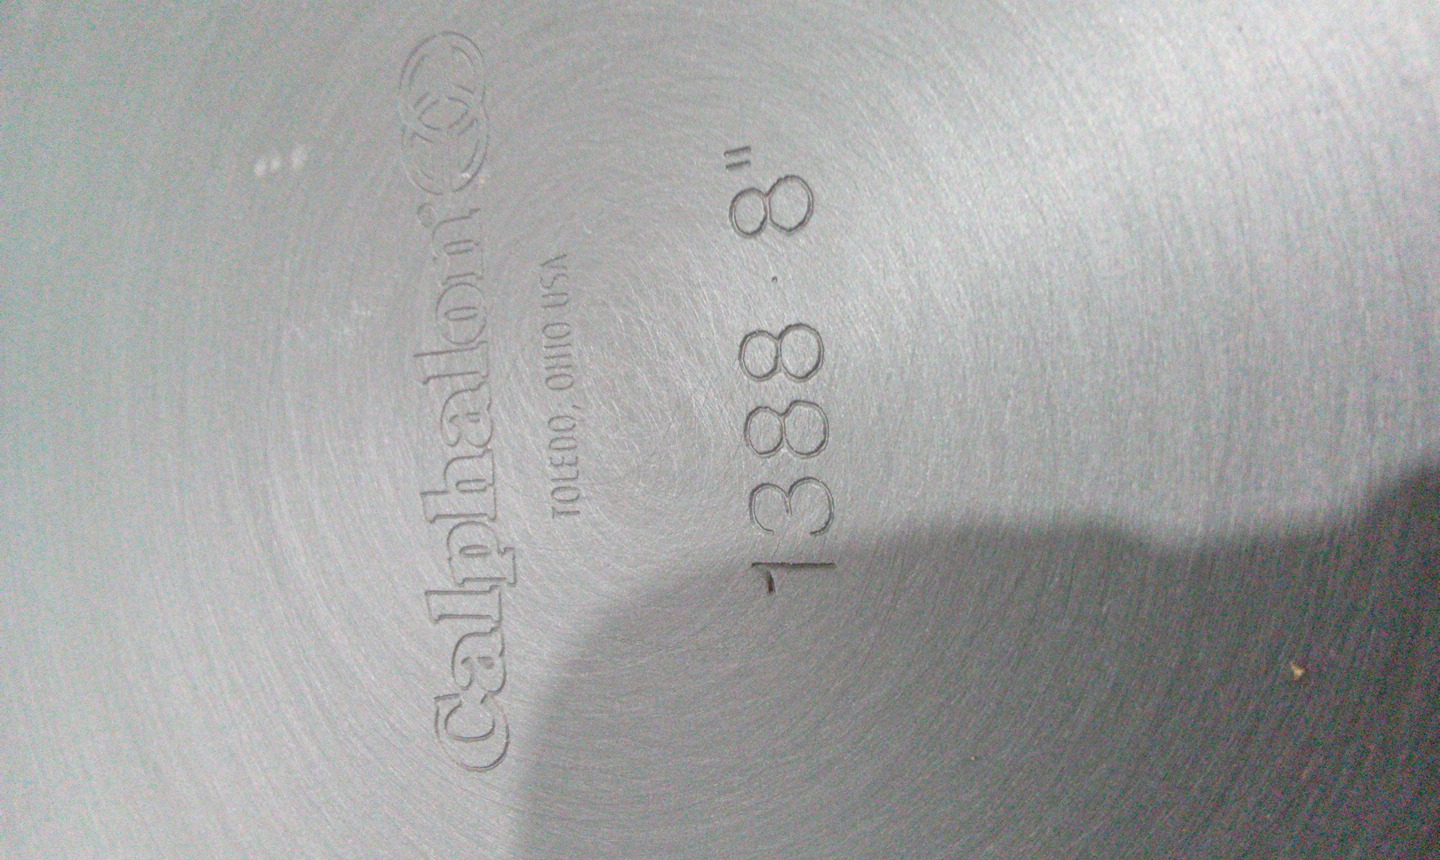 Calphalon®
TOLEDO, OHIO USA
1388 · 8"